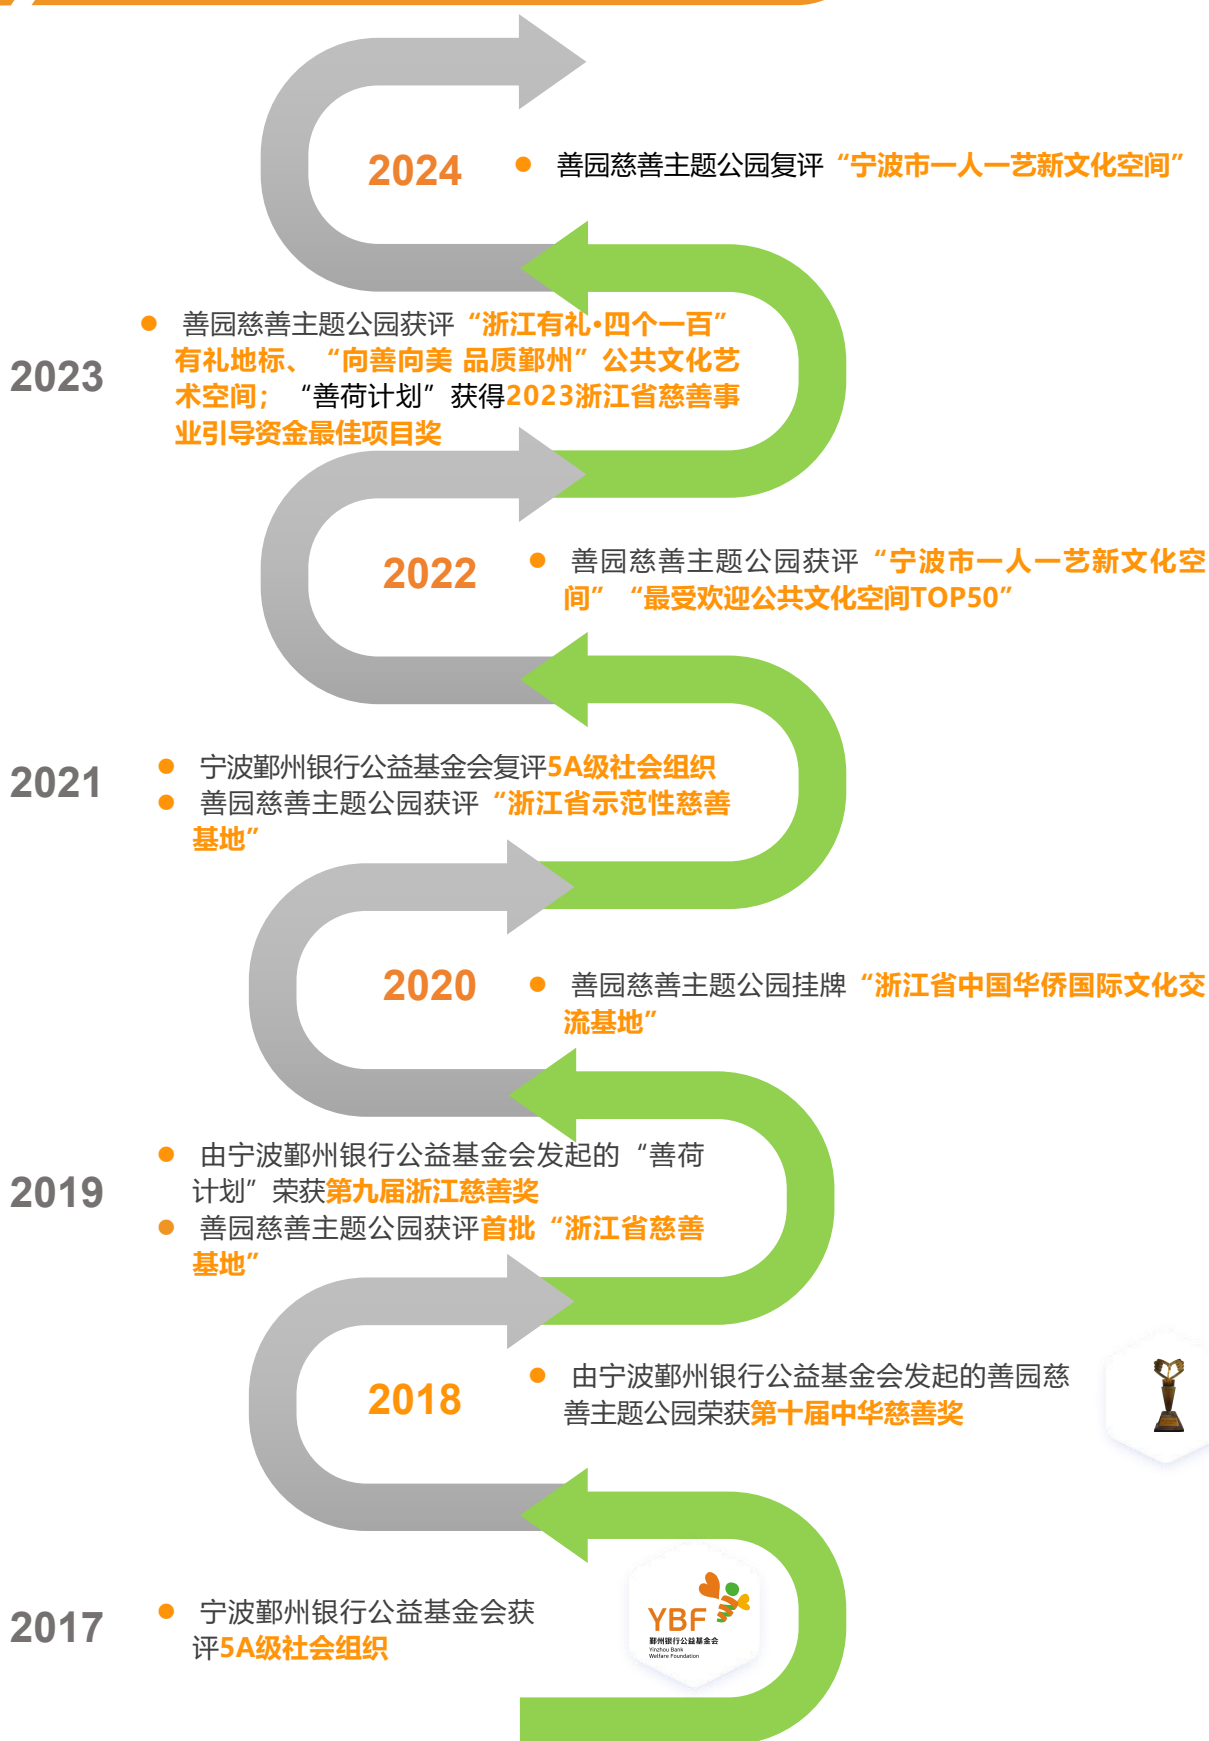 2024
善园慈善主题公园复评“宁波市一人一艺新文化空间”
2023
善园慈善主题公园获评“浙江有礼·四个一百”
有礼地标、“向善向美 品质鄞州”公共文化艺
术空间；“善荷计划”获得2023浙江省慈善事
业引导资金最佳项目奖
2022
善园慈善主题公园获评“宁波市一人一艺新文化空
间”“最受欢迎公共文化空间TOP50”
2021
宁波鄞州银行公益基金会复评5A级社会组织
善园慈善主题公园获评“浙江省示范性慈善
基地”
2020
善园慈善主题公园挂牌“浙江省中国华侨国际文化交
流基地”
2019
由宁波鄞州银行公益基金会发起的“善荷
计划”荣获第九届浙江慈善奖
善园慈善主题公园获评首批“浙江省慈善
基地”
2018
由宁波鄞州银行公益基金会发起的善园慈
善主题公园荣获第十届中华慈善奖
2017
宁波鄞州银行公益基金会获
评5A级社会组织
YBF
鄞州银行公益基金会
Yinzhou Bank
Welfare Foundation